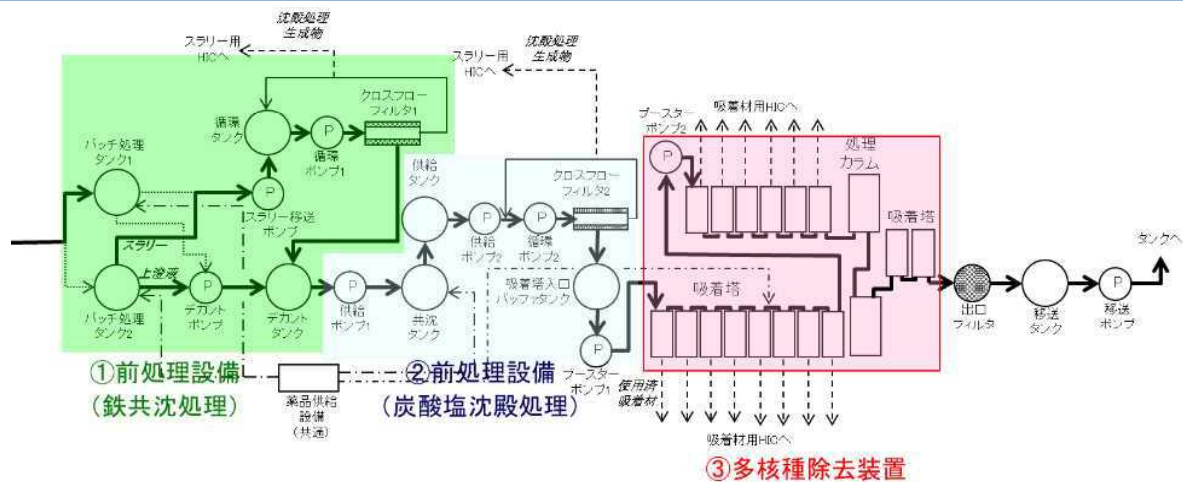 沈殿処理
生成物
スラリー用
HICへ
沈殿処理
生成物
スラリー用
HICへ
クロスフロー
フィルタ1
循環
タンク
P
循環
ポンプ1
バッチ処理
タンク1
P
スラリー移送
ポンプ
スラリー
上澄液
バッチ処理
タンク2
P
デカント
ポンプ
デカント
タンク
供給
タンク
P
供給
ポンプ2
P
循環
ポンプ2
クロスフロー
フィルタ2
P
供給
ポンプ1
共沈
タンク
吸着塔入口
バッファタンク
P
ブースター
ポンプ1
ブースター
ポンプ2
P
吸着材用HICへ
処理
カラム
吸着塔
吸着塔
使用済
吸着材
吸着材用HICへ
出口
フィルタ
移送
タンク
P
移送
ポンプ
タンクへ
①前処理設備
(鉄共沈処理)
薬品供給
設備
(共通)
②前処理設備
(炭酸塩沈殿処理)
③多核種除去装置